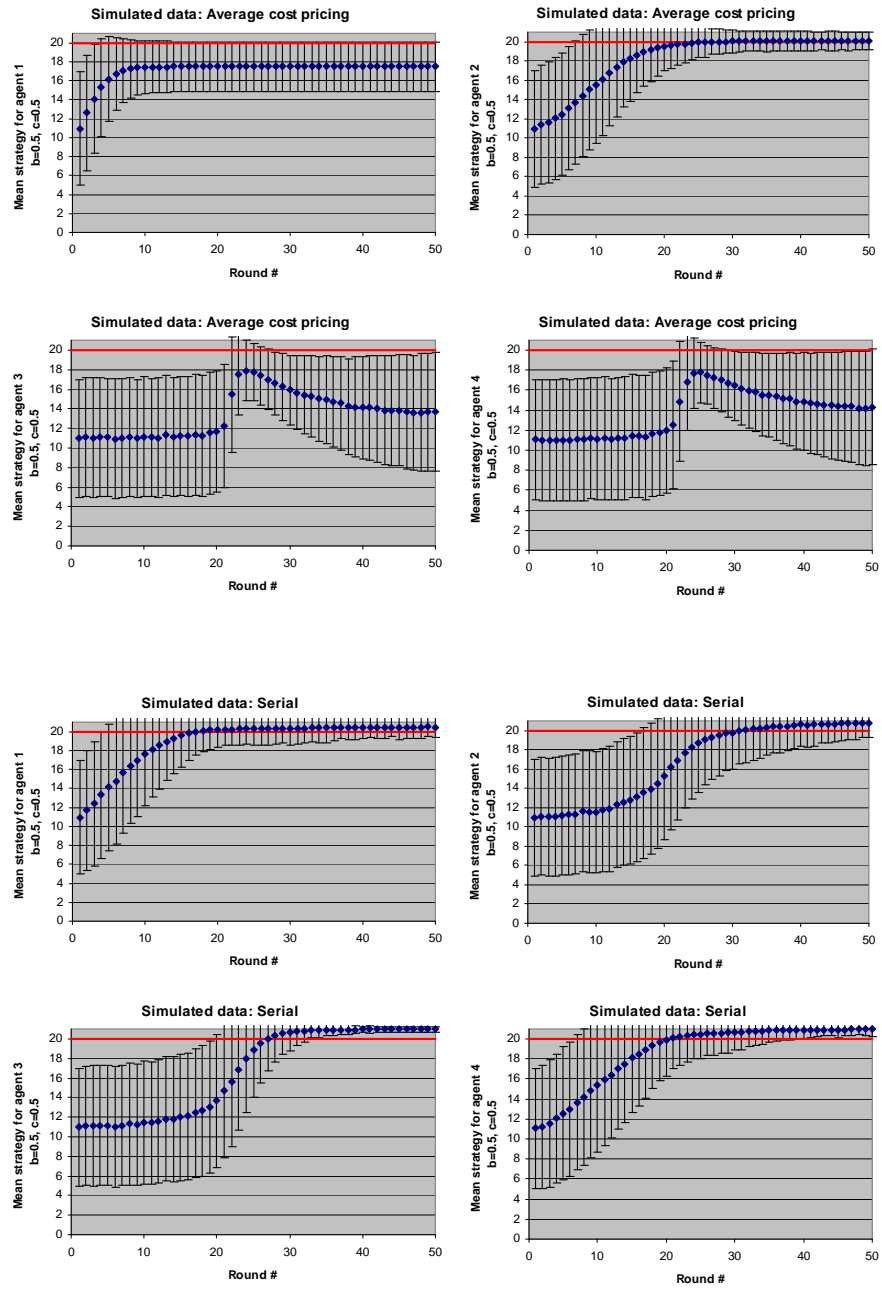 Simulated data: Average cost pricing
Mean strategy for agent 1
b=0.5, c=0.5
20
18
16
14
12
10
8
6
4
2
0
0 10 20 30 40 50
Round #
Simulated data: Average cost pricing
Mean strategy for agent 2
b=0.5, c=0.5
20
18
16
14
12
10
8
6
4
2
0
0 10 20 30 40 50
Round #
Simulated data: Average cost pricing
Mean strategy for agent 3
b=0.5, c=0.5
20
18
16
14
12
10
8
6
4
2
0
0 10 20 30 40 50
Round #
Simulated data: Average cost pricing
Mean strategy for agent 4
b=0.5, c=0.5
20
18
16
14
12
10
8
6
4
2
0
0 10 20 30 40 50
Round #
Simulated data: Serial
Mean strategy for agent 1
b=0.5, c=0.5
20
18
16
14
12
10
8
6
4
2
0
0 10 20 30 40 50
Round #
Simulated data: Serial
Mean strategy for agent 2
b=0.5, c=0.5
20
18
16
14
12
10
8
6
4
2
0
0 10 20 30 40 50
Round #
Simulated data: Serial
Mean strategy for agent 3
b=0.5, c=0.5
20
18
16
14
12
10
8
6
4
2
0
0 10 20 30 40 50
Round #
Simulated data: Serial
Mean strategy for agent 4
b=0.5, c=0.5
20
18
16
14
12
10
8
6
4
2
0
0 10 20 30 40 50
Round #